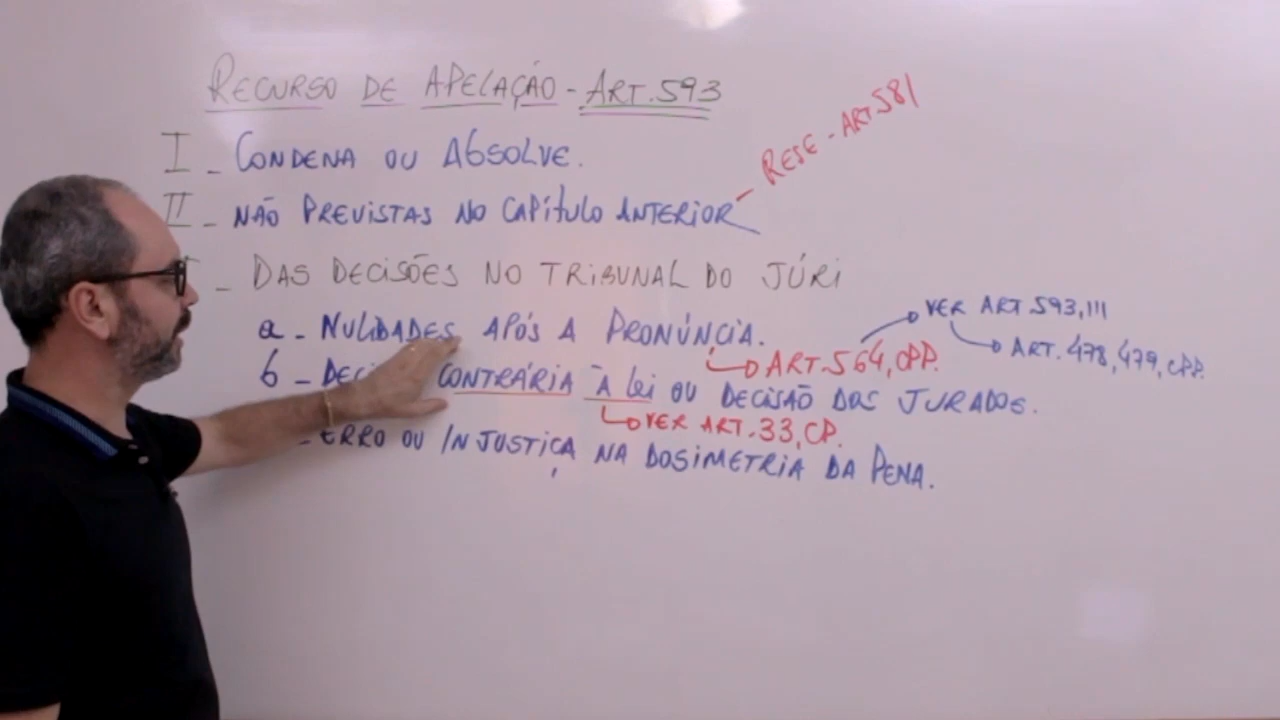 RECURSO DE APELAÇÃO - ART. 593
I - CONDENA OU ABSOLVE.
II - NÃO PREVISTAS NO CAPÍTULO ANTERIOR
RESE - ART. 581
- DAS DECISÕES NO TRIBUNAL DO JÚRI
a - NULIDADES APÓS A PRONÚNCIA.
VER ART. 593, III
ART. 564, CPP.
ART. 478, 479, CPP.
b - CONTRÁRIA À LEI OU DECISÃO DOS JURADOS.
VER ART. 33, CP.
- ERRO OU INJUSTIÇA NA DOSIMETRIA DA PENA.